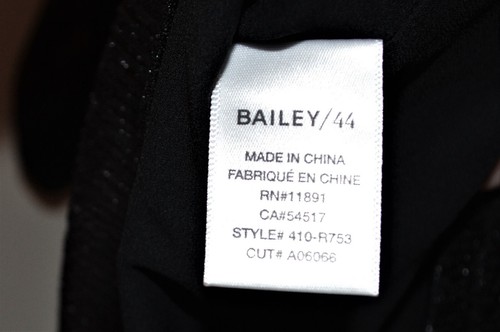 BAILEY/44
MADE IN CHINA
FABRIQUÉ EN CHINE
RN#11891
CA#54517
STYLE# 410-R753
CUT# A06066